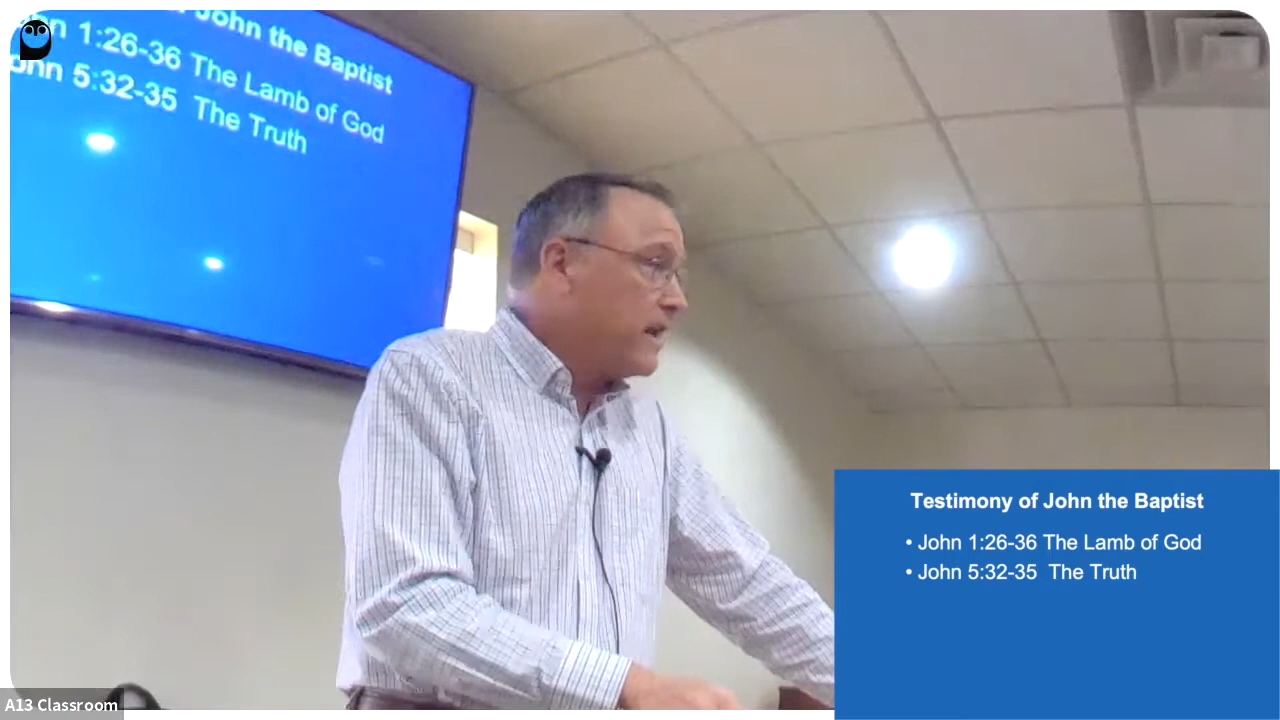 John the Baptist
1:26-36 The Lamb of God
5:32-35 The Truth
Testimony of John the Baptist
• John 1:26-36 The Lamb of God
• John 5:32-35 The Truth
A13 Classroom